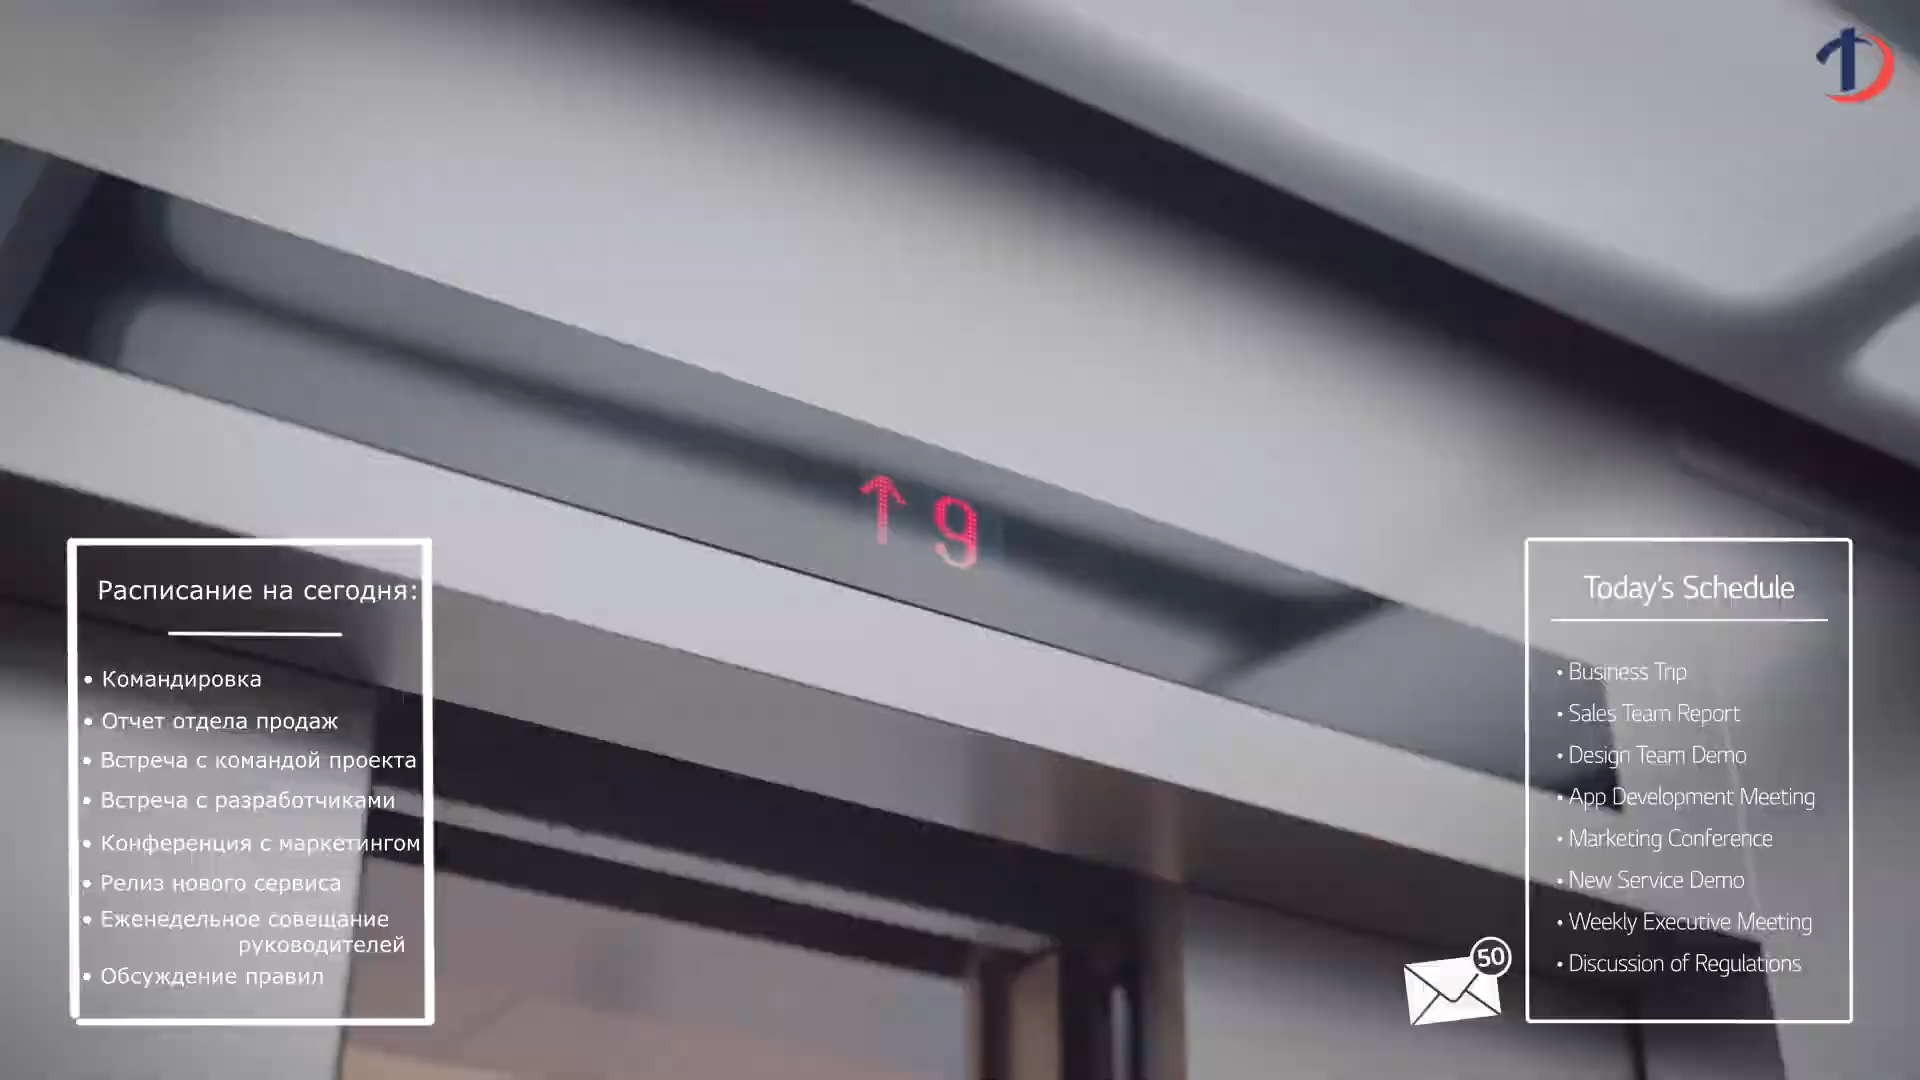 ↑ 9
Расписание на сегодня:
• Командировка
• Отчет отдела продаж
• Встреча с командой проекта
• Встреча с разработчиками
• Конференция с маркетингом
• Релиз нового сервиса
• Еженедельное совещание
руководителей
• Обсуждение правил
50
Today's Schedule
• Business Trip
• Sales Team Report
• Design Team Demo
• App Development Meeting
• Marketing Conference
• New Service Demo
• Weekly Executive Meeting
• Discussion of Regulations